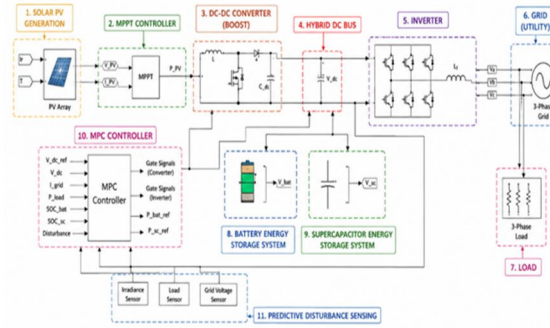 1. SOLAR PV
GENERATION
Ir
T
PV Array
2. MPPT CONTROLLER
V_PV
I_PV
MPPT
P_PV
3. DC-DC CONVERTER
(BOOST)
L
C_dc
4. HYBRID DC BUS
V_dc
5. INVERTER
6. GRID
(UTILITY)
3-Phase
Grid
3-Phase
Load
7. LOAD
10. MPC CONTROLLER
V_dc_ref
V_dc
I_grid
P_load
SOC_bat
SOC_sc
Disturbance
MPC
Controller
Gate Signals
(Converter)
Gate Signals
(Inverter)
P_bat_ref
P_sc_ref
V_bat
8. BATTERY ENERGY
STORAGE SYSTEM
V_sc
9. SUPERCAPACITOR ENERGY
STORAGE SYSTEM
Irradiance
Sensor
Load
Sensor
Grid Voltage
Sensor
11. PREDICTIVE DISTURBANCE SENSING